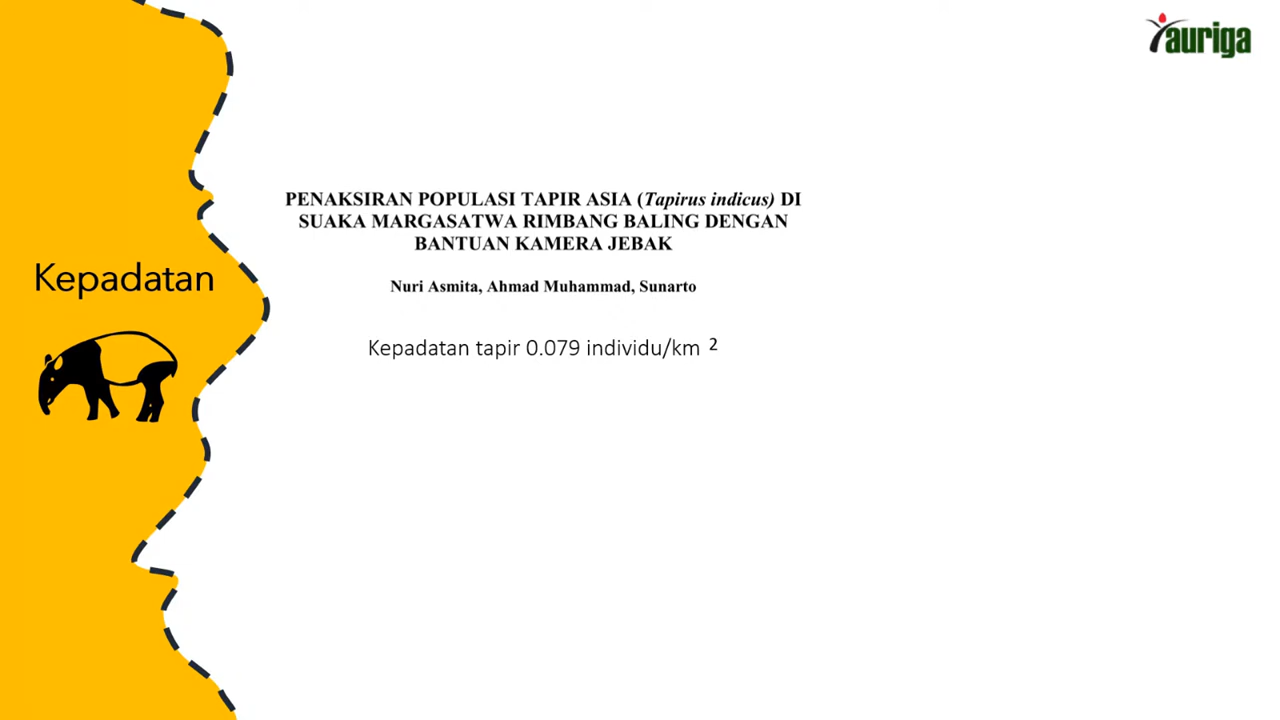 auriga
PENAKSIRAN POPULASI TAPIR ASIA (Tapirus indicus) DI
SUAKA MARGASATWA RIMBANG BALING DENGAN
BANTUAN KAMERA JEBAK
Nuri Asmita, Ahmad Muhammad, Sunarto
Kepadatan
Kepadatan tapir 0.079 individu/km ²